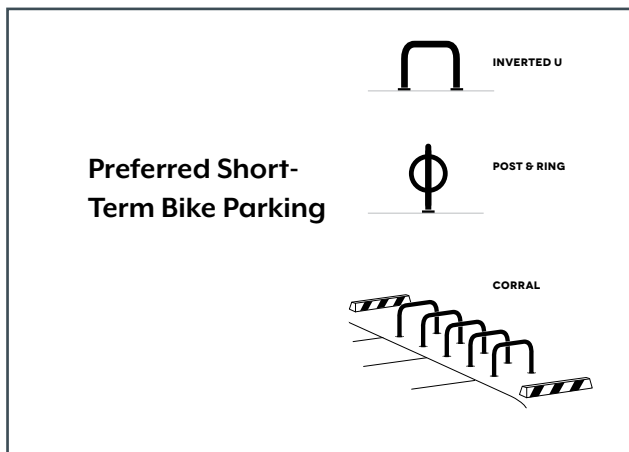 INVERTED U
Preferred Short-
Term Bike Parking
POST & RING
CORRAL